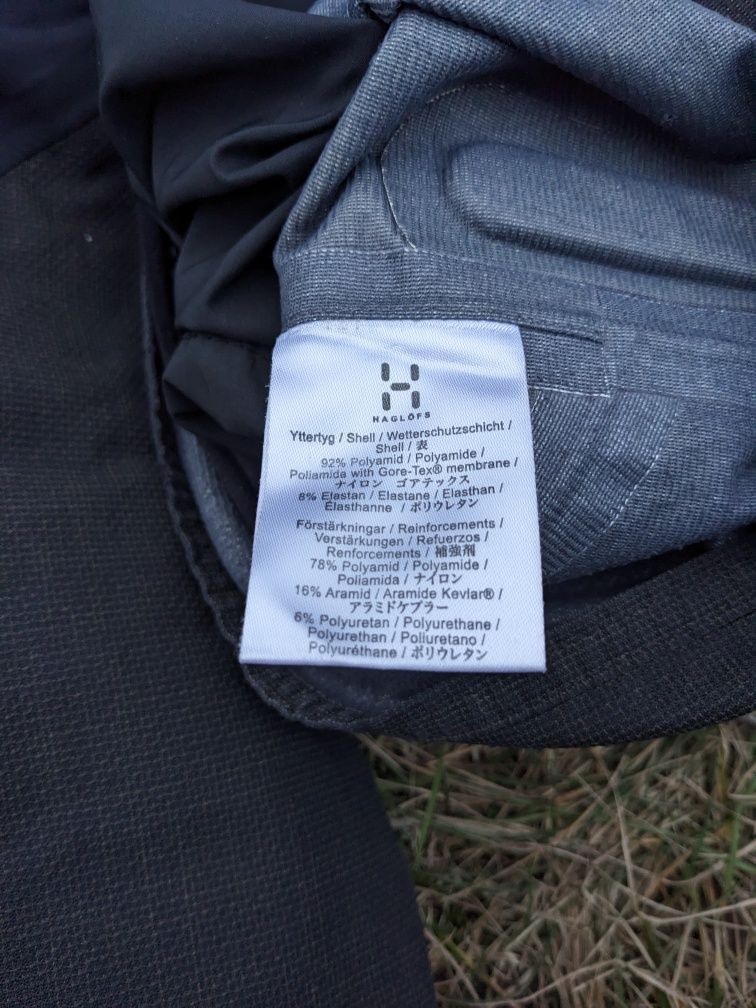 HAGLÖFS
Yttertyg / Shell / Wetterschutzschicht /
Shell / 表
92% Polyamid / Polyamide /
Poliamida with Gore-Tex® membrane /
ナイロン ゴアテックス
8% Elastan / Elastane / Elasthan /
Élasthanne / ポリウレタン
Förstärkningar / Reinforcements /
Verstärkungen / Refuerzos /
Renforcements / 補強剤
78% Polyamid / Polyamide /
Poliamida / ナイロン
16% Aramid / Aramide Kevlar® /
アラミドケブラー
6% Polyuretan / Polyurethane /
Polyurethan / Poliuretano /
Polyuréthane / ポリウレタン